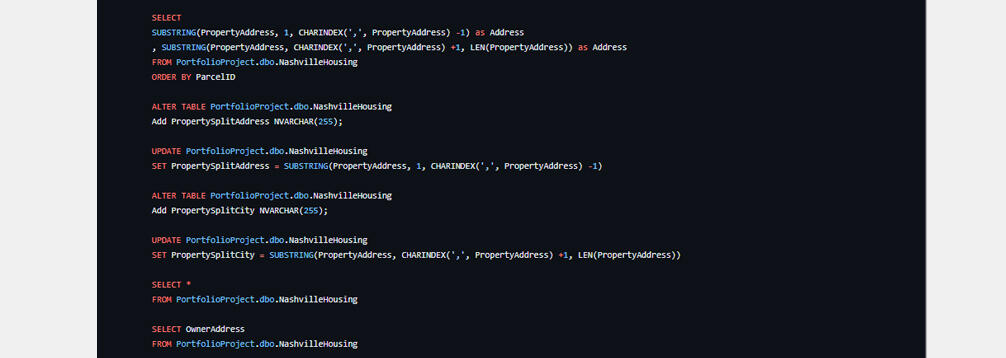 SELECT
SUBSTRING(PropertyAddress, 1, CHARINDEX(',', PropertyAddress) -1) as Address
, SUBSTRING(PropertyAddress, CHARINDEX(',', PropertyAddress) +1, LEN(PropertyAddress)) as Address
FROM PortfolioProject.dbo.NashvilleHousing
ORDER BY ParcelID
ALTER TABLE PortfolioProject.dbo.NashvilleHousing
Add PropertySplitAddress NVARCHAR(255);
UPDATE PortfolioProject.dbo.NashvilleHousing
SET PropertySplitAddress = SUBSTRING(PropertyAddress, 1, CHARINDEX(',', PropertyAddress) -1)
ALTER TABLE PortfolioProject.dbo.NashvilleHousing
Add PropertySplitCity NVARCHAR(255);
UPDATE PortfolioProject.dbo.NashvilleHousing
SET PropertySplitCity = SUBSTRING(PropertyAddress, CHARINDEX(',', PropertyAddress) +1, LEN(PropertyAddress))
SELECT *
FROM PortfolioProject.dbo.NashvilleHousing
SELECT OwnerAddress
FROM PortfolioProject.dbo.NashvilleHousing